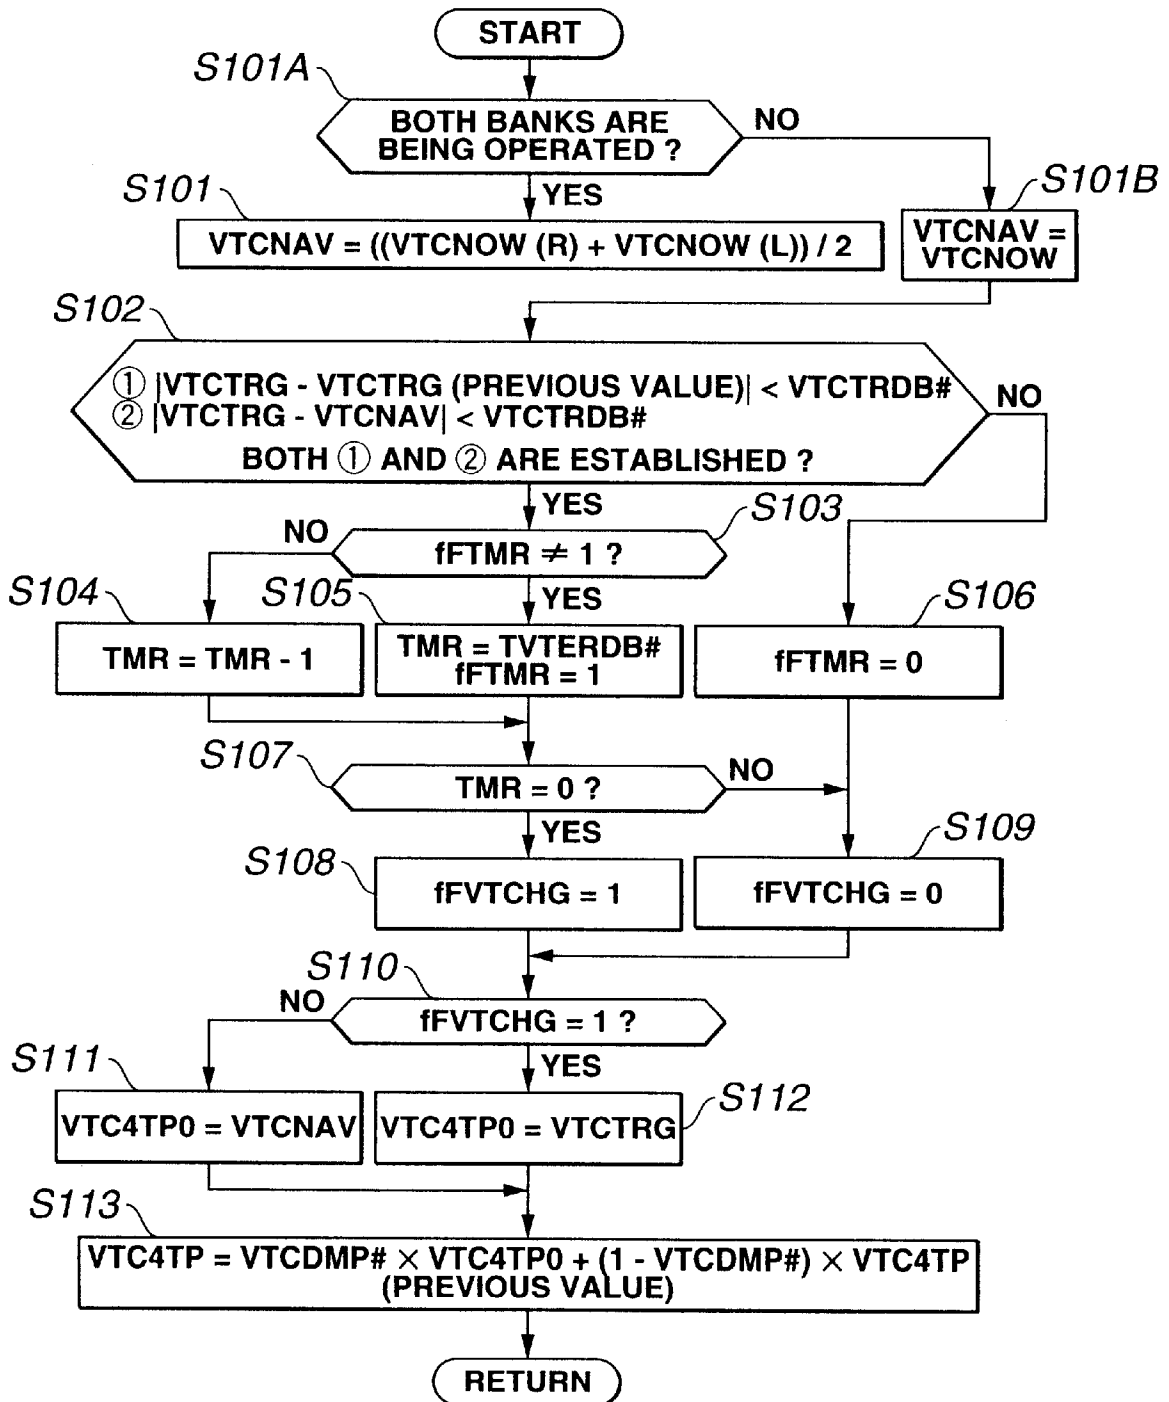 START
S101A
BOTH BANKS ARE
BEING OPERATED ?
NO
YES
S101
S101B
VTCNAV = ((VTCNOW (R) + VTCNOW (L)) / 2
VTCNAV =
VTCNOW
S102
① |VTCTRG - VTCTRG (PREVIOUS VALUE)| < VTCTRDB#
② |VTCTRG - VTCNAV| < VTCTRDB#
BOTH ① AND ② ARE ESTABLISHED ?
NO
YES
S103
NO
fFTMR ≠ 1 ?
YES
S104
S105
S106
TMR = TMR - 1
TMR = TVTERDB#
fFTMR = 1
fFTMR = 0
S107
TMR = 0 ?
NO
YES
S108
S109
fFVTCHG = 1
fFVTCHG = 0
S110
NO
fFVTCHG = 1 ?
YES
S111
S112
VTC4TP0 = VTCNAV
VTC4TP0 = VTCTRG
S113
VTC4TP = VTCDMP# × VTC4TP0 + (1 - VTCDMP#) × VTC4TP
(PREVIOUS VALUE)
RETURN